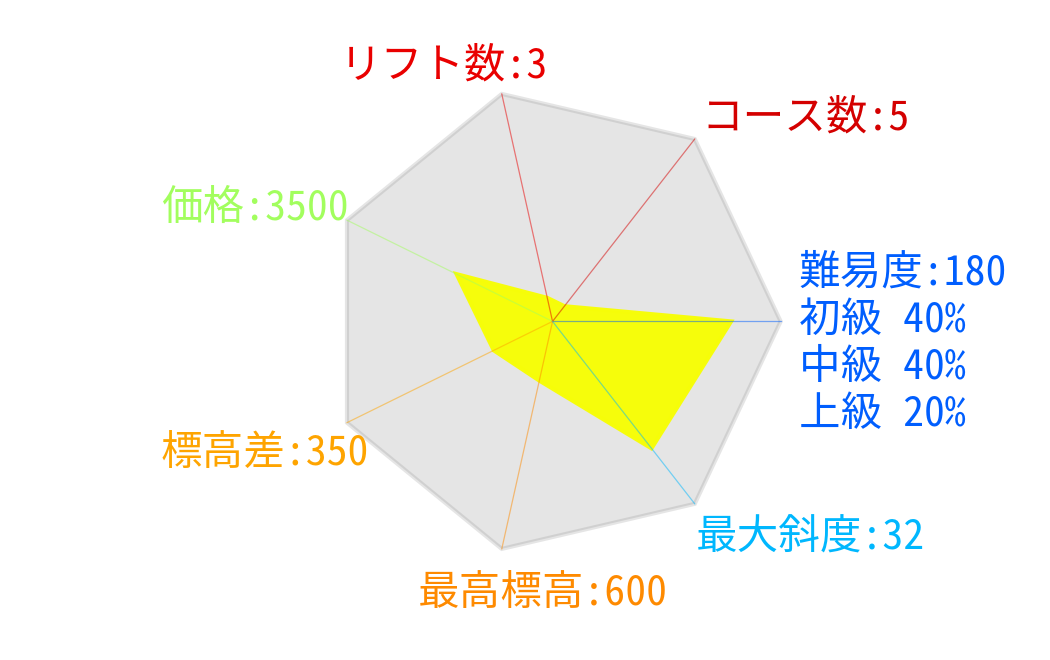 リフト数:3
コース数:5
価格:3500
難易度:180
初級 40%
中級 40%
上級 20%
標高差:350
最大斜度:32
最高標高:600